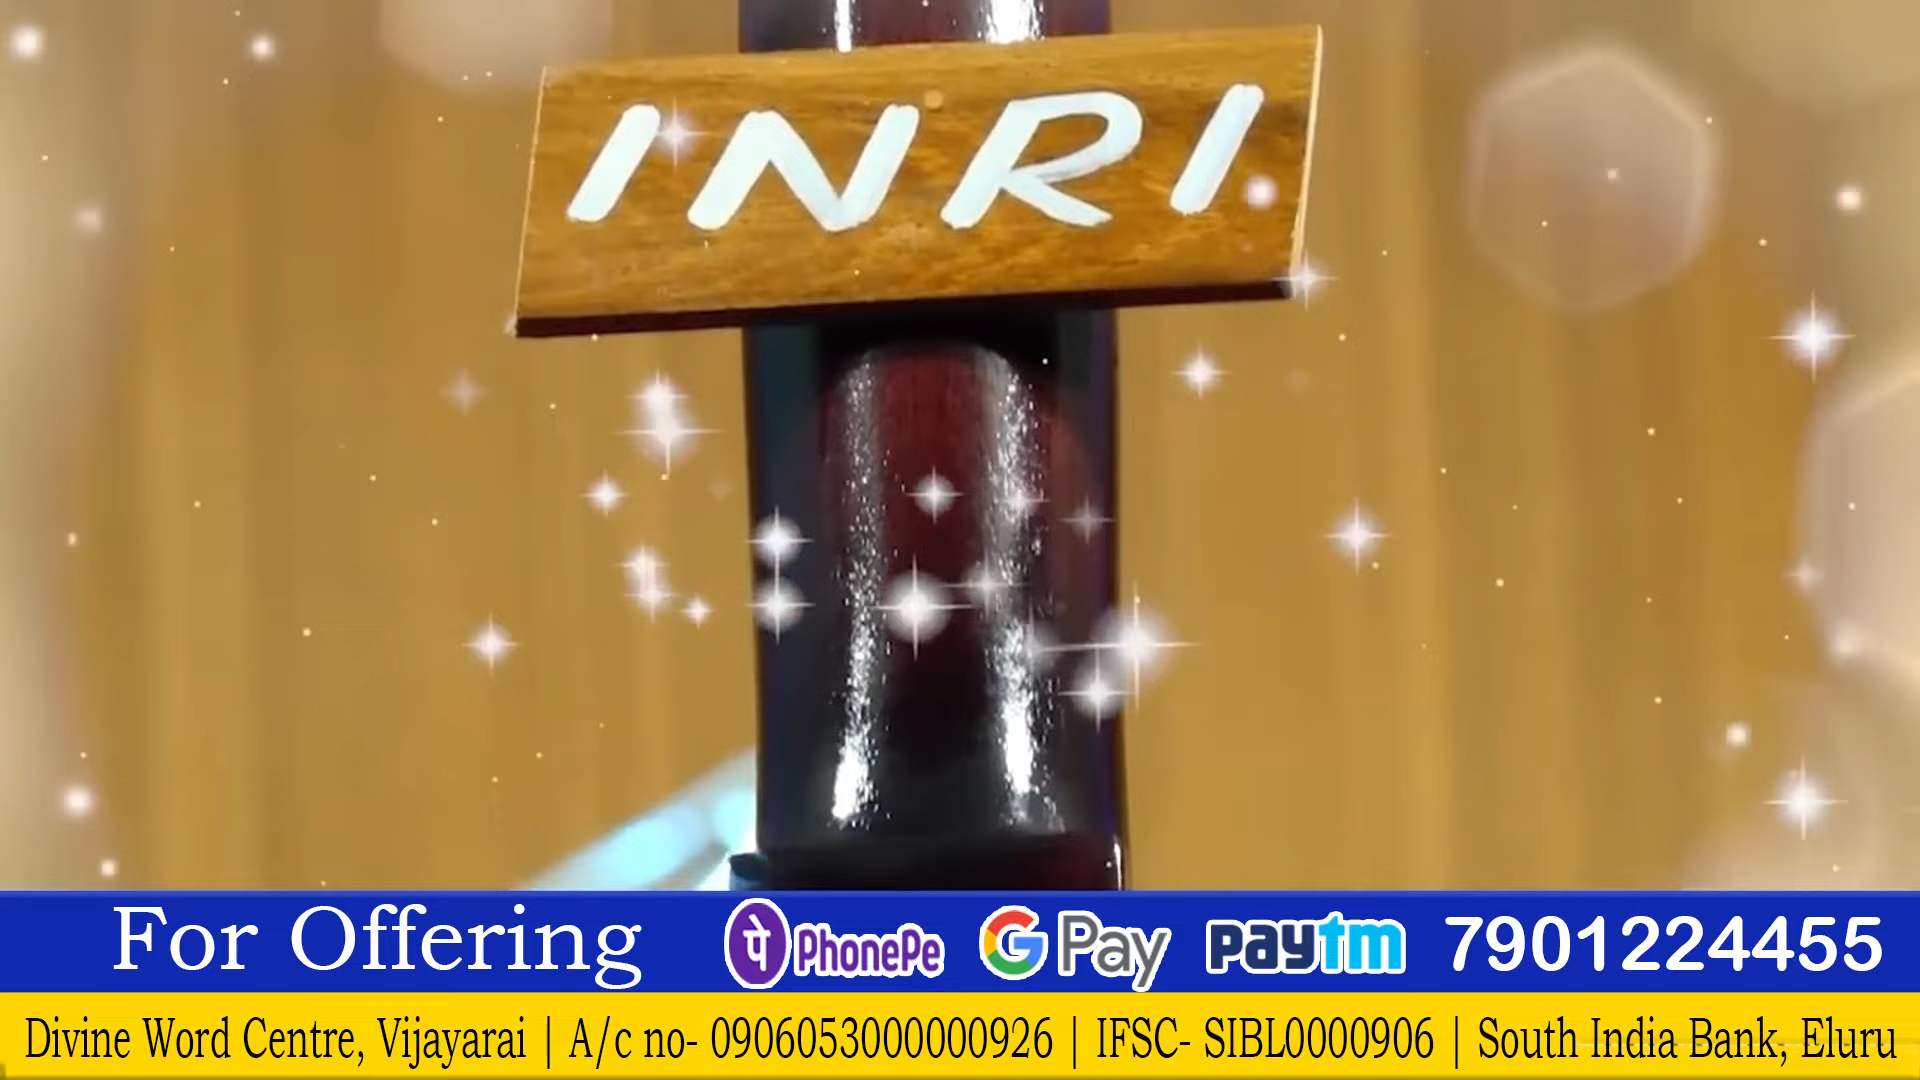 INRI
For Offering पे PhonePe G Pay paytm 7901224455
Divine Word Centre, Vijayarai | A/c no- 0906053000000926 | IFSC- SIBL0000906 | South India Bank, Eluru